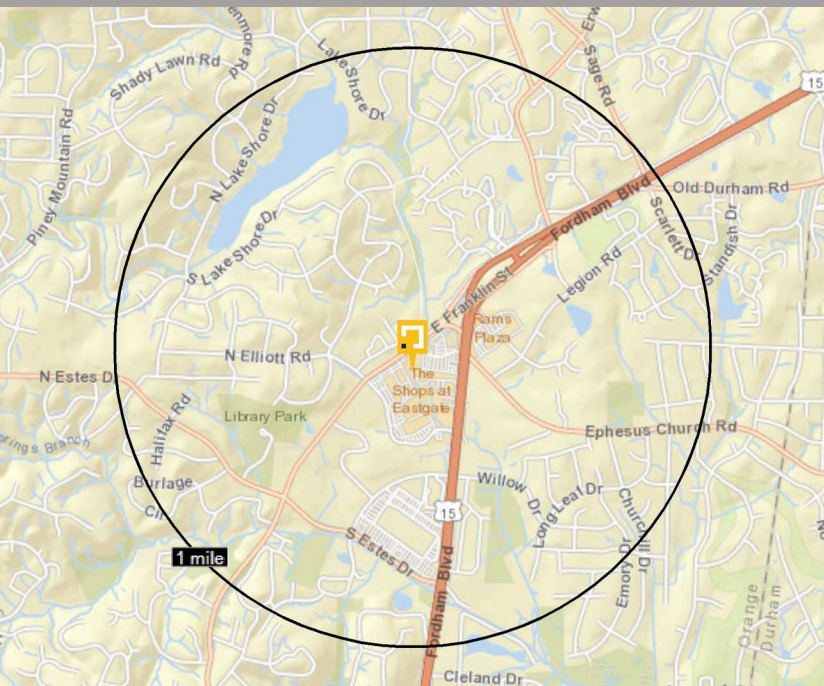 Lake Shore Dr
Shady Lawn Rd
Sage Rd
15
N Lake Shore Dr
Piney Mountain Rd
Old Durham Rd
Fordham Blvd
Scarlett Dr
Standish Dr
S Lake Shore Dr
Legion Rd
E Franklin St
Rams
Plaza
N Elliott Rd
The
Shops at
Eastgate
N Estes Dr
Library Park
Halifax Rd
Ephesus Church Rd
Branch
Burlage
Cir
Willow Dr
Long Leaf Dr
Churchill Dr
15
1 mile
S Estes Dr
Emory Dr
Fordham Blvd
Orange
Durham
Cleland Dr